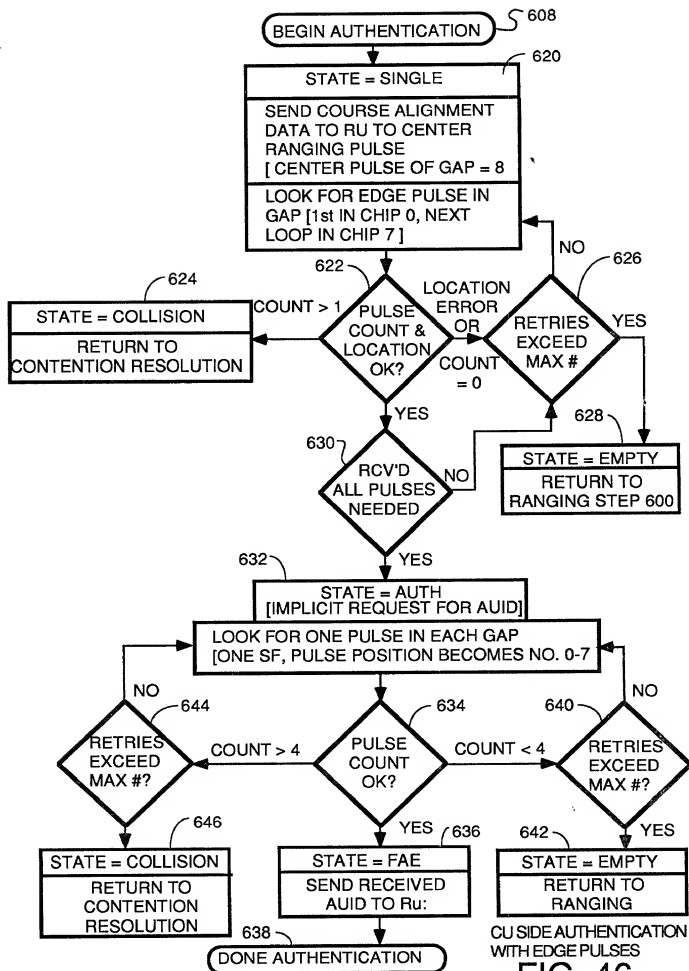 BEGIN AUTHENTICATION
608
620
STATE = SINGLE
SEND COURSE ALIGNMENT
DATA TO RU TO CENTER
RANGING PULSE
[ CENTER PULSE OF GAP = 8
LOOK FOR EDGE PULSE IN
GAP [1st IN CHIP 0, NEXT
LOOP IN CHIP 7 ]
NO
622
624
626
COUNT > 1
STATE = COLLISION
RETURN TO
CONTENTION RESOLUTION
PULSE
COUNT &
LOCATION
OK?
LOCATION
ERROR
OR
COUNT
= 0
RETRIES
EXCEED
MAX #
YES
YES
628
STATE = EMPTY
RETURN TO
RANGING STEP 600
630
RCV'D
ALL PULSES
NEEDED
NO
YES
632
STATE = AUTH
[IMPLICIT REQUEST FOR AUID]
LOOK FOR ONE PULSE IN EACH GAP
[ONE SF, PULSE POSITION BECOMES NO. 0-7
NO
644
634
640
NO
RETRIES
EXCEED
MAX #?
COUNT > 4
PULSE
COUNT
OK?
COUNT < 4
RETRIES
EXCEED
MAX #?
646
YES
636
642
YES
STATE = COLLISION
RETURN TO
CONTENTION
RESOLUTION
STATE = FAE
SEND RECEIVED
AUID TO Ru:
STATE = EMPTY
RETURN TO
RANGING
638
DONE AUTHENTICATION
CU SIDE AUTHENTICATION
WITH EDGE PULSES